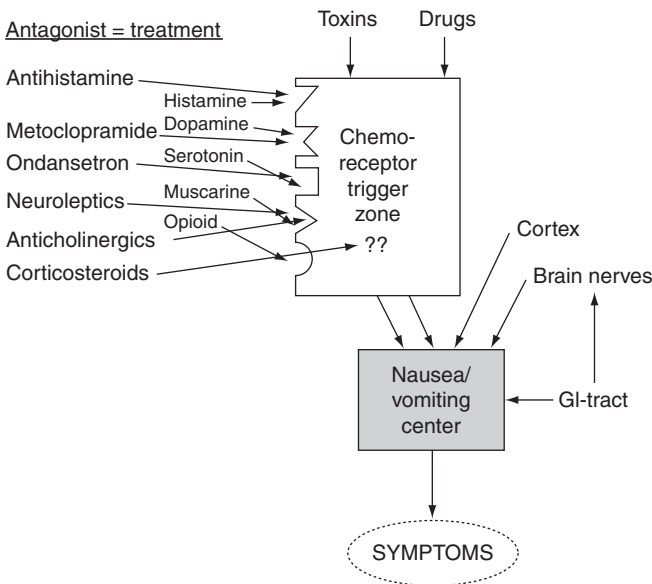 Antagonist = treatment
Toxins
Drugs
Antihistamine
Histamine
Metoclopramide
Dopamine
Ondansetron
Serotonin
Neuroleptics
Muscarine
Anticholinergics
Opioid
Corticosteroids
Chemo-
receptor
trigger
zone
??
Cortex
Brain nerves
Nausea/
vomiting
center
GI-tract
SYMPTOMS